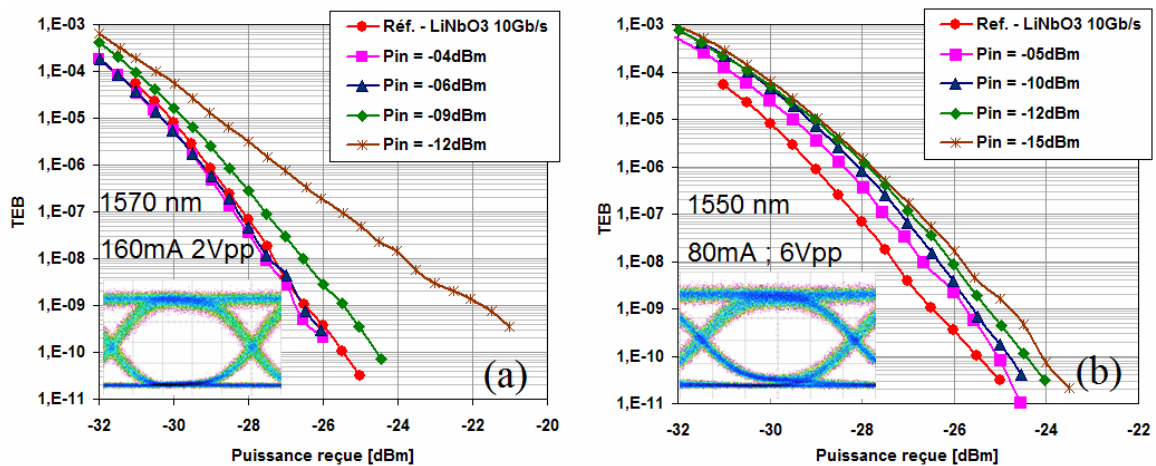 1,E-03
1,E-04
1,E-05
1,E-06
1,E-07
1,E-08
1,E-09
1,E-10
1,E-11
TEB
-32
-30
-28
-26
-24
-22
-20
Puissance reçue [dBm]
Réf. - LiNbO3 10Gb/s
Pin = -04dBm
Pin = -06dBm
Pin = -09dBm
Pin = -12dBm
1570 nm
160mA 2Vpp
(a)
1,E-03
1,E-04
1,E-05
1,E-06
1,E-07
1,E-08
1,E-09
1,E-10
1,E-11
TEB
-32
-30
-28
-26
-24
-22
Puissance reçue [dBm]
Réf. - LiNbO3 10Gb/s
Pin = -05dBm
Pin = -10dBm
Pin = -12dBm
Pin = -15dBm
1550 nm
80mA ; 6Vpp
(b)